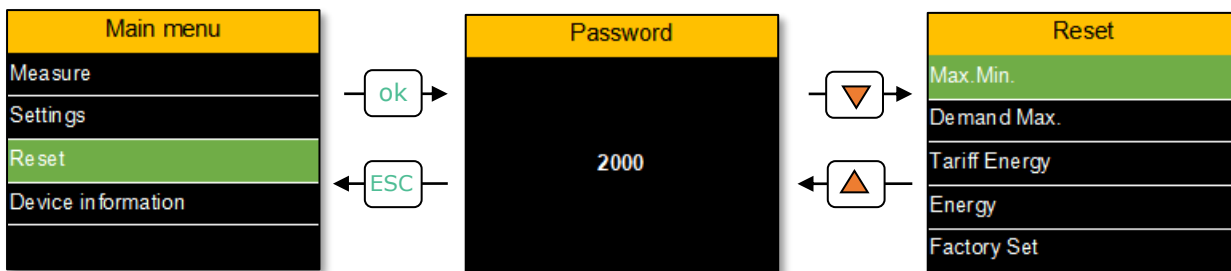 Main menu
Measure
Settings
Reset
Device information
ok
ESC
Password
2000
Reset
Max.Min.
Demand Max.
Tariff Energy
Energy
Factory Set